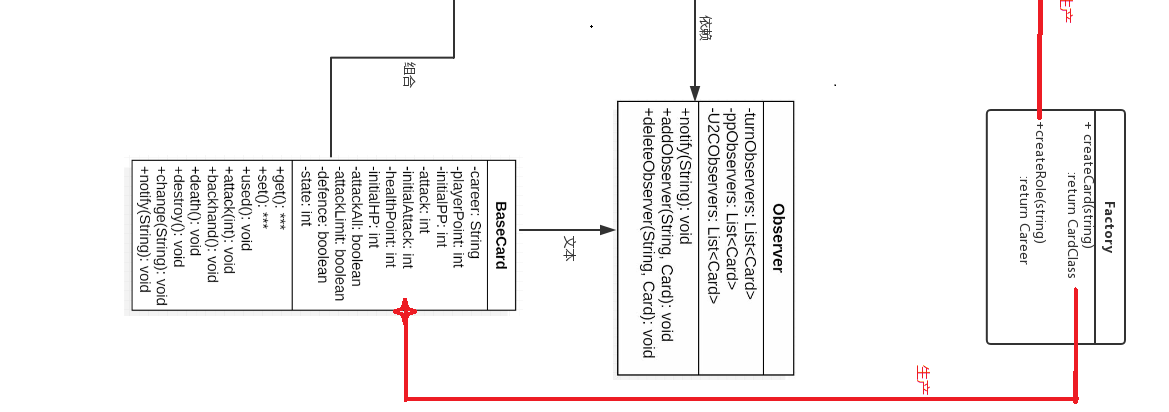 生产
Factory
+ createCard(string)
:return CardClass
+createRole(string)
:return Career
依赖
Observer
-turnObservers: List<Card>
-ppObservers: List<Card>
-U2CObservers: List<Card>
+notify(String): void
+addObserver(String, Card): void
+deleteObserver(String, Card): void
生产
文本
组合
BaseCard
-career: String
-playerPoint: int
-initialPP: int
-attack: int
-initialAttack: int
-healthPoint: int
-initialHP: int
-attackAll: boolean
-attackLimit: boolean
-defence: boolean
-state: int
+get(): ***
+set(): ***
+used(): void
+attack(int): void
+backhand(): void
+death(): void
+destroy(): void
+change(String): void
+notify(String): void